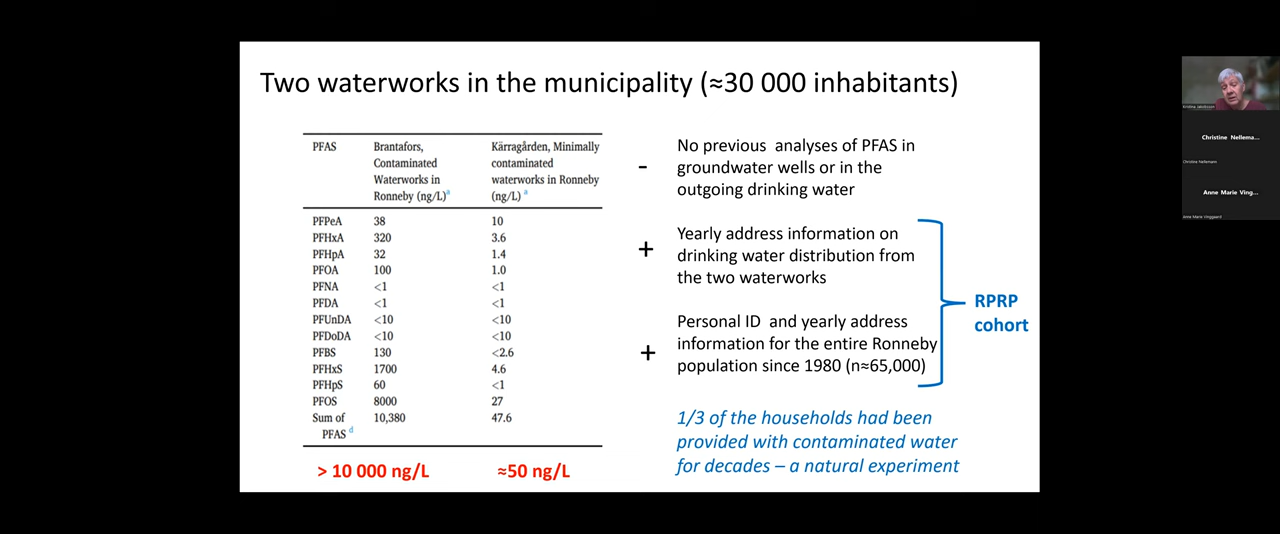 Two waterworks in the municipality (≈30 000 inhabitants)
PFAS Brantafors, Kärragården, Minimally
Contaminated contaminated
Waterworks in waterworks in Ronneby
Ronneby (ng/L)a (ng/L) a
PFPeA 38 10
PFHxA 320 3.6
PFHpA 32 1.4
PFOA 100 1.0
PFNA <1 <1
PFDA <1 <1
PFUnDA <10 <10
PFDoDA <10 <10
PFBS 130 <2.6
PFHxS 1700 4.6
PFHpS 60 <1
PFOS 8000 27
Sum of 10,380 47.6
PFAS d
> 10 000 ng/L ≈50 ng/L
- No previous analyses of PFAS in
groundwater wells or in the
outgoing drinking water
+ Yearly address information on
drinking water distribution from
the two waterworks
+ Personal ID and yearly address
information for the entire Ronneby
population since 1980 (n≈65,000)
RPRP
cohort
1/3 of the households had been
provided with contaminated water
for decades – a natural experiment
Kristina Jakobsson
Christine Nellema...
Christine Nellemann
Anne Marie Ving...
Anne Marie Vinggaard